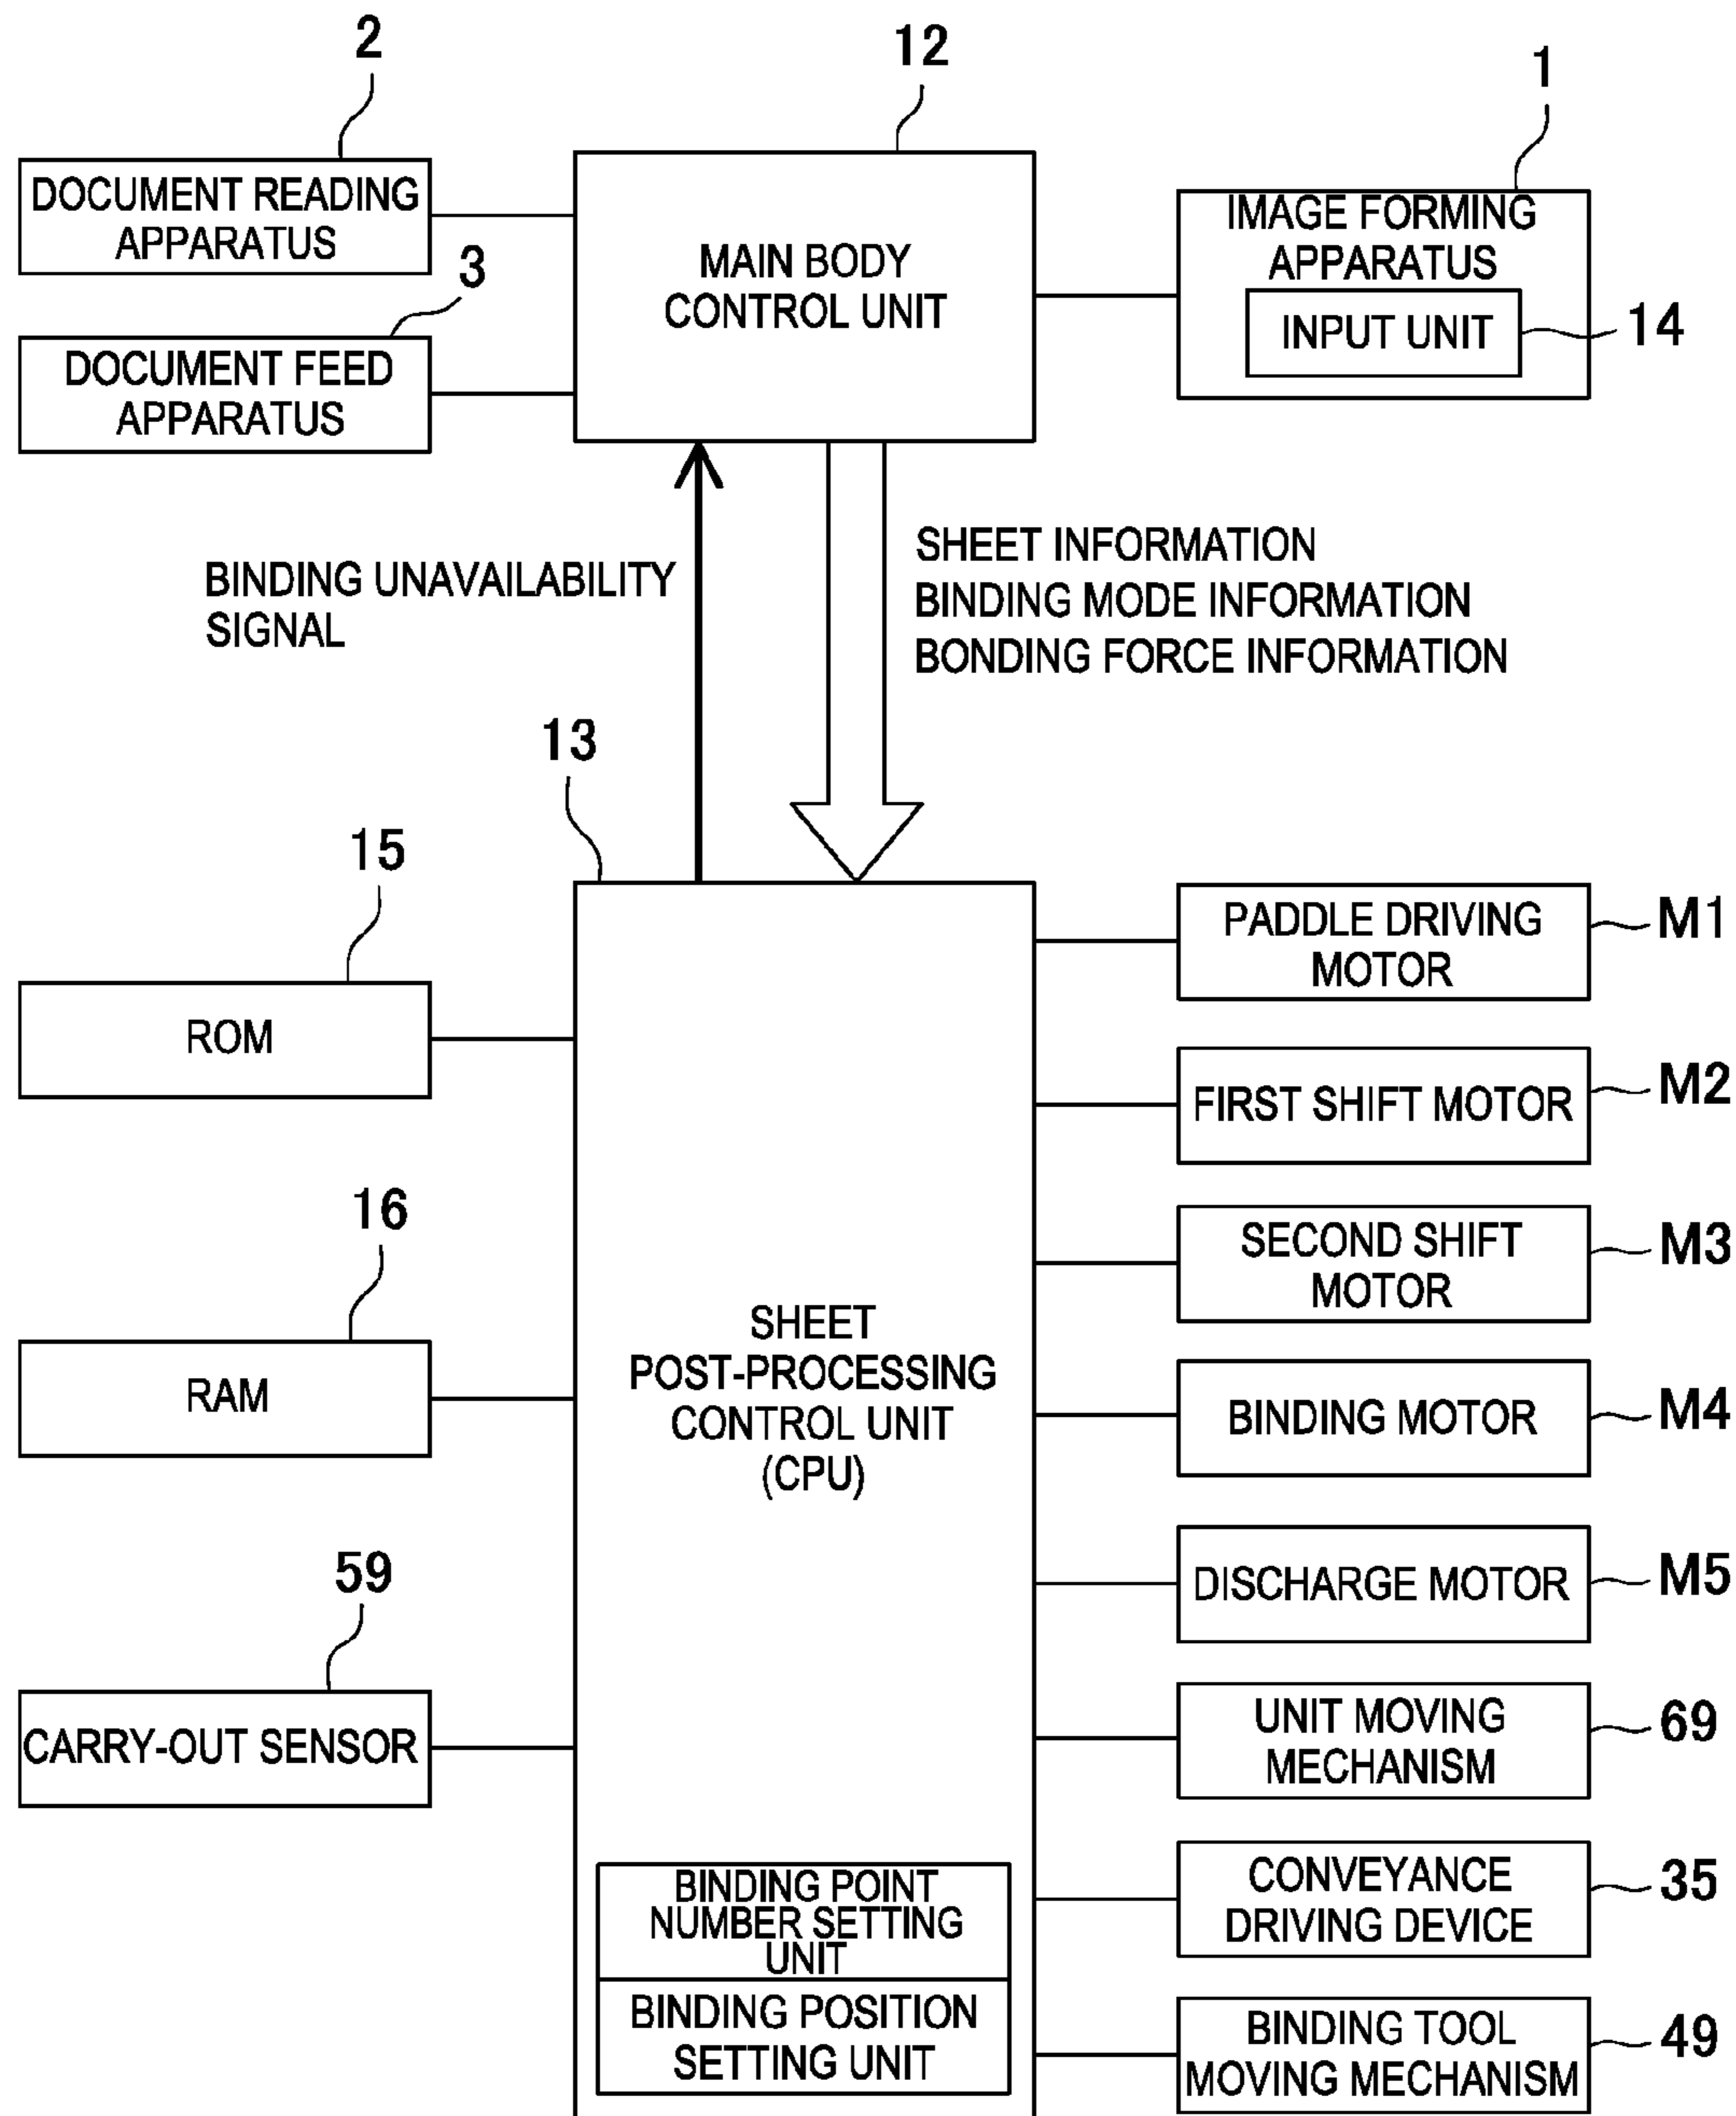 2
12
1
DOCUMENT READING
APPARATUS
MAIN BODY
CONTROL UNIT
IMAGE FORMING
APPARATUS
INPUT UNIT
14
3
DOCUMENT FEED
APPARATUS
BINDING UNAVAILABILITY
SIGNAL
SHEET INFORMATION
BINDING MODE INFORMATION
BONDING FORCE INFORMATION
13
15
ROM
16
RAM
59
CARRY-OUT SENSOR
SHEET
POST-PROCESSING
CONTROL UNIT
(CPU)
BINDING POINT
NUMBER SETTING
UNIT
BINDING POSITION
SETTING UNIT
PADDLE DRIVING
MOTOR
M1
FIRST SHIFT MOTOR
M2
SECOND SHIFT
MOTOR
M3
BINDING MOTOR
M4
DISCHARGE MOTOR
M5
UNIT MOVING
MECHANISM
69
CONVEYANCE
DRIVING DEVICE
35
BINDING TOOL
MOVING MECHANISM
49